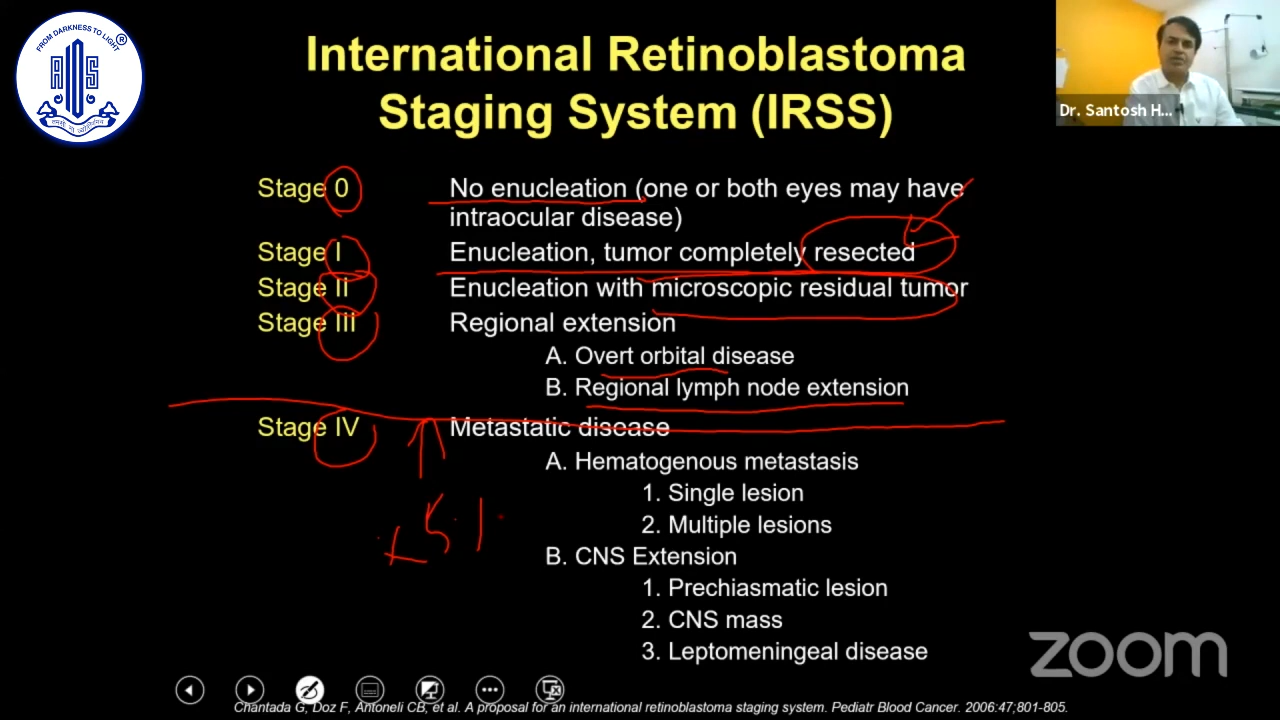 FROM DARKNESS TO LIGHT
®
AIIMS
International Retinoblastoma
Staging System (IRSS)
Dr. Santosh H...
Stage 0 No enucleation (one or both eyes may have
intraocular disease)
Stage I Enucleation, tumor completely resected
Stage II Enucleation with microscopic residual tumor
Stage III Regional extension
A. Overt orbital disease
B. Regional lymph node extension
Stage IV Metastatic disease
A. Hematogenous metastasis
1. Single lesion
2. Multiple lesions
B. CNS Extension
1. Prechiasmatic lesion
2. CNS mass
3. Leptomeningeal disease
zoom
Chantada G, Doz F, Antoneli CB, et al. A proposal for an international retinoblastoma staging system. Pediatr Blood Cancer. 2006:47;801-805.